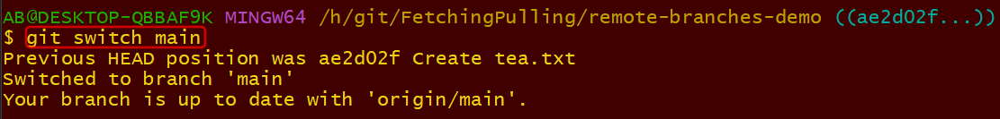 AB@DESKTOP-QBBAF9K MINGW64 /h/git/FetchingPulling/remote-branches-demo ((ae2d02f...))
$ git switch main
Previous HEAD position was ae2d02f Create tea.txt
Switched to branch 'main'
Your branch is up to date with 'origin/main'.